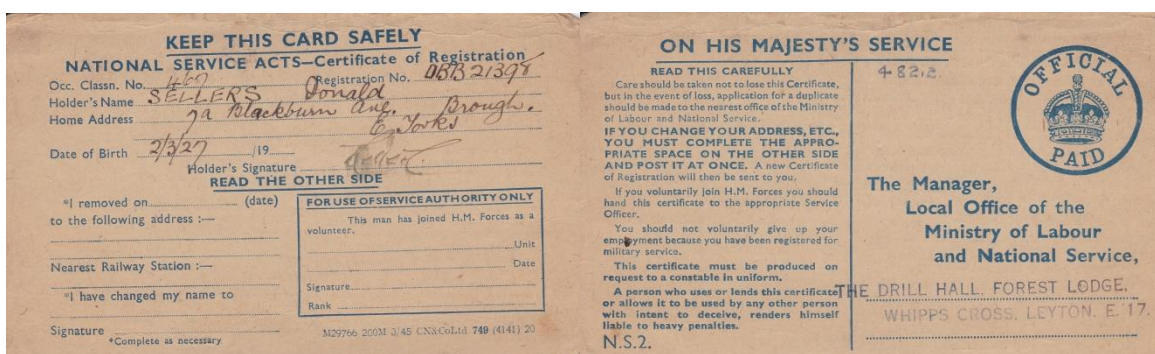 KEEP THIS CARD SAFELY
NATIONAL SERVICE ACTS—Certificate of Registration
Occ. Classn. No. 467 Registration No. DBB 21398
Holder's Name SELLERS Donald
Home Address 7a Blackburn Ave. Brough.
E. Yorks
Date of Birth 2/3/27 /19
Holder's Signature
READ THE OTHER SIDE
*I removed on (date)
to the following address :—
Nearest Railway Station :—
*I have changed my name to
Signature
*Complete as necessary
FOR USE OF SERVICE AUTHORITY ONLY
This man has joined H.M. Forces as a
volunteer.
Unit
Date
Signature
Rank
M29766 200M 3/45 CN&CoLtd 749 (4141) 20
ON HIS MAJESTY'S SERVICE
READ THIS CAREFULLY
Care should be taken not to lose this Certificate,
but in the event of loss, application for a duplicate
should be made to the nearest office of the Ministry
of Labour and National Service.
IF YOU CHANGE YOUR ADDRESS, ETC.,
YOU MUST COMPLETE THE APPRO-
PRIATE SPACE ON THE OTHER SIDE
AND POST IT AT ONCE. A new Certificate
of Registration will then be sent to you.
If you voluntarily join H.M. Forces you should
hand this certificate to the appropriate Service
Officer.
You should not voluntarily give up your
employment because you have been registered for
military service.
This certificate must be produced on
request to a constable in uniform.
A person who uses or lends this certificate
or allows it to be used by any other person
with intent to deceive, renders himself
liable to heavy penalties.
N.S.2.
4822
OFFICIAL
PAID
The Manager,
Local Office of the
Ministry of Labour
and National Service,
THE DRILL HALL, FOREST LODGE,
WHIPPS CROSS, LEYTON. E. 17.